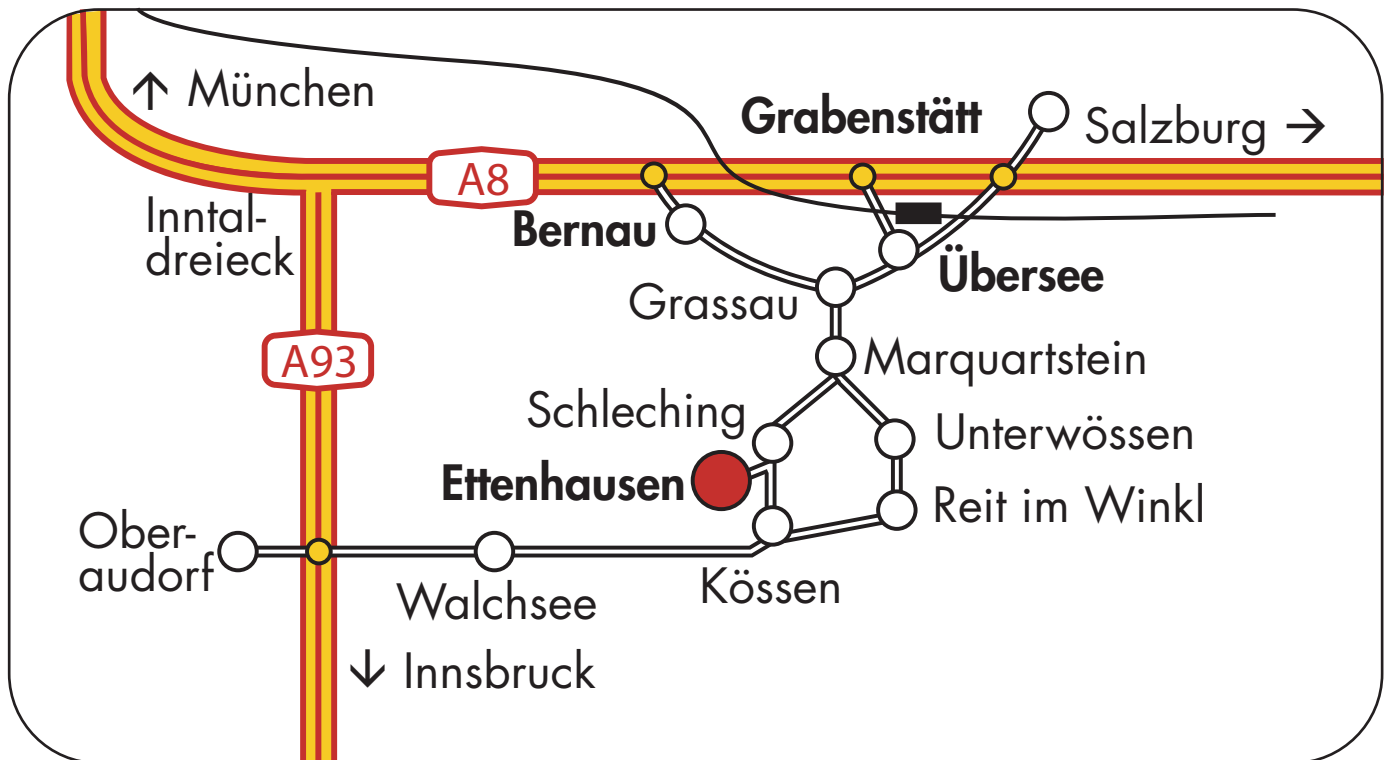 ↑ München
Grabenstätt
Salzburg →
A8
Inntal-
dreieck
Bernau
Übersee
Grassau
A93
Marquartstein
Schleching
Unterwössen
Ettenhausen
Reit im Winkl
Ober-
audorf
Walchsee
Kössen
↓ Innsbruck